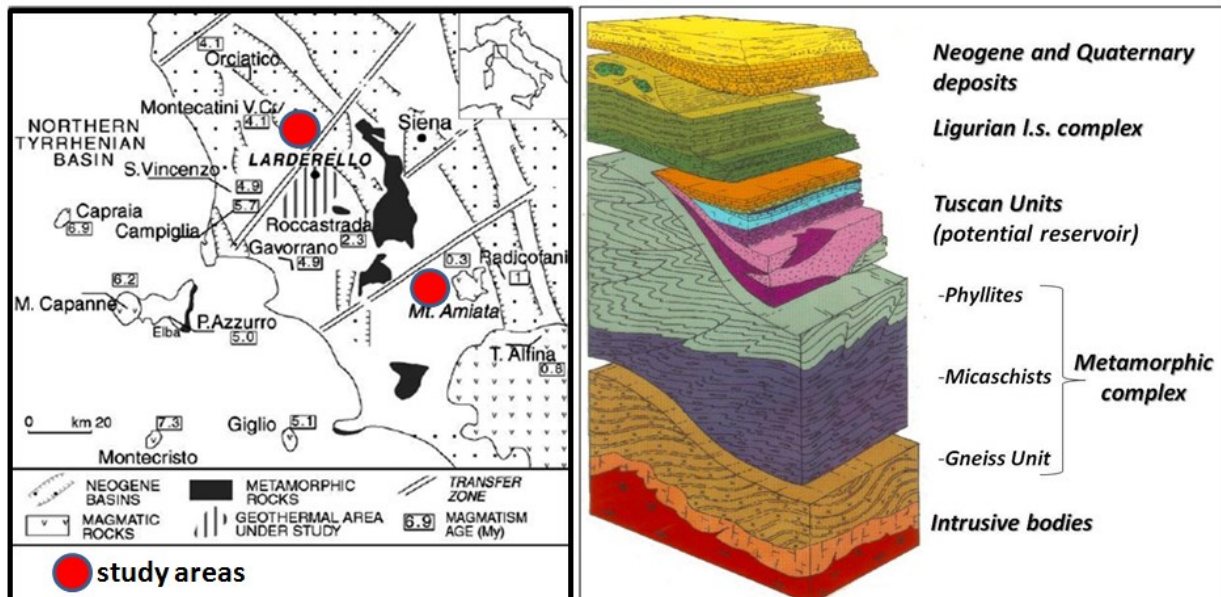 4.1
Orciatico
Montecatini V.C.
4.1
NORTHERN
TYRRHENIAN
BASIN
Siena
LARDERELLO
S.Vincenzo
4.9
Capraia
6.9
Campiglia
5.7
Roccastrada
2.3
Gavorrano
4.9
0.3
Radicofani
1
6.2
M. Capanne
Elba
P.Azzurro
5.0
Mt. Amiata
T. Alfina
0.8
0 km 20
7.3
Montecristo
Giglio
5.1
NEOGENE
BASINS
METAMORPHIC
ROCKS
TRANSFER
ZONE
MAGMATIC
ROCKS
GEOTHERMAL AREA
UNDER STUDY
6.9
MAGMATISM
AGE (My)
study areas
Neogene and Quaternary
deposits
Ligurian l.s. complex
Tuscan Units
(potential reservoir)
-Phyllites
-Micaschists
Metamorphic
complex
-Gneiss Unit
Intrusive bodies